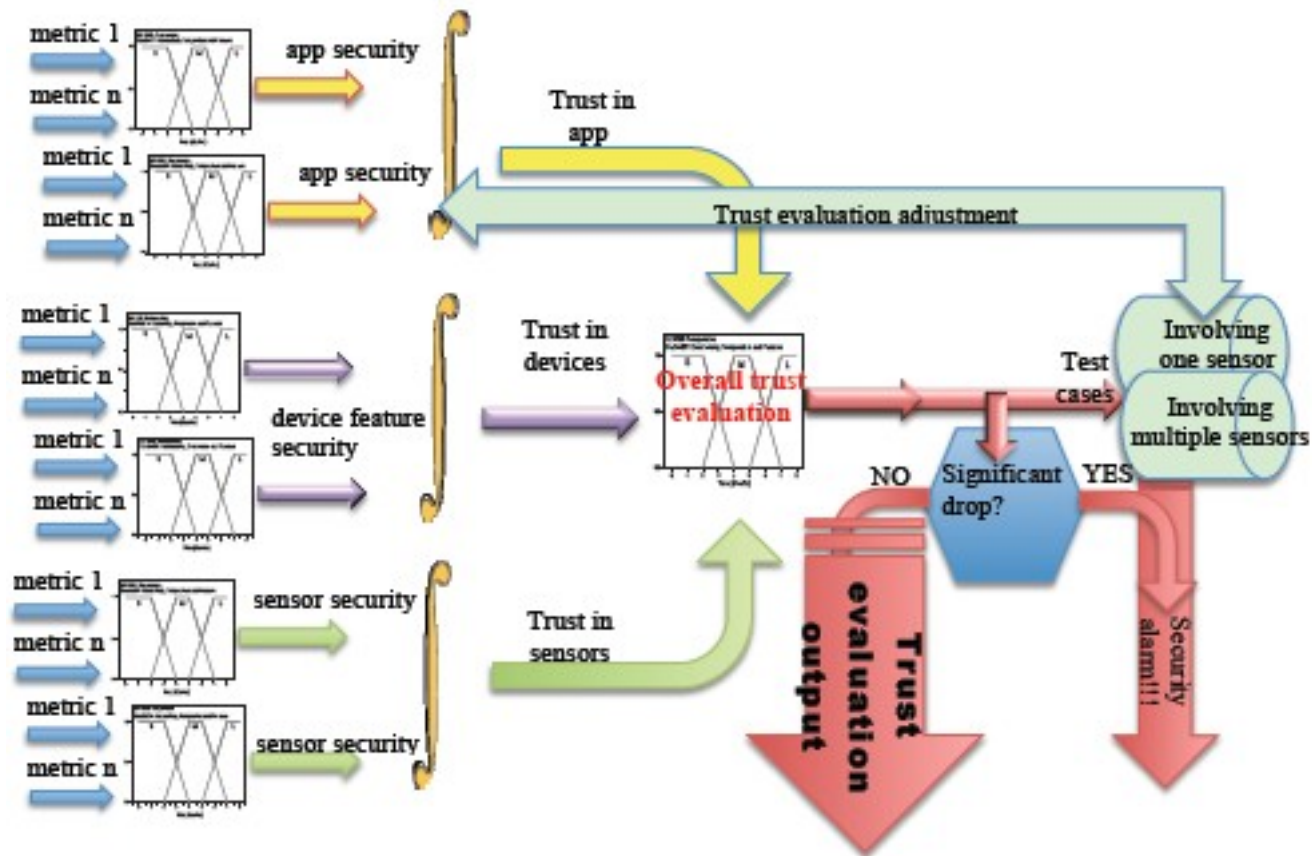 metric 1
metric n
app security
metric 1
metric n
app security
Trust in
app
Trust evaluation adjustment
metric 1
metric n
metric 1
metric n
device feature
security
Trust in
devices
Overall trust
evaluation
Test
cases
Involving
one sensor
Involving
multiple sensors
NO
Significant
drop?
YES
metric 1
metric n
sensor security
metric 1
metric n
sensor security
Trust in
sensors
Trust
evaluation
output
Security
alarm!!!